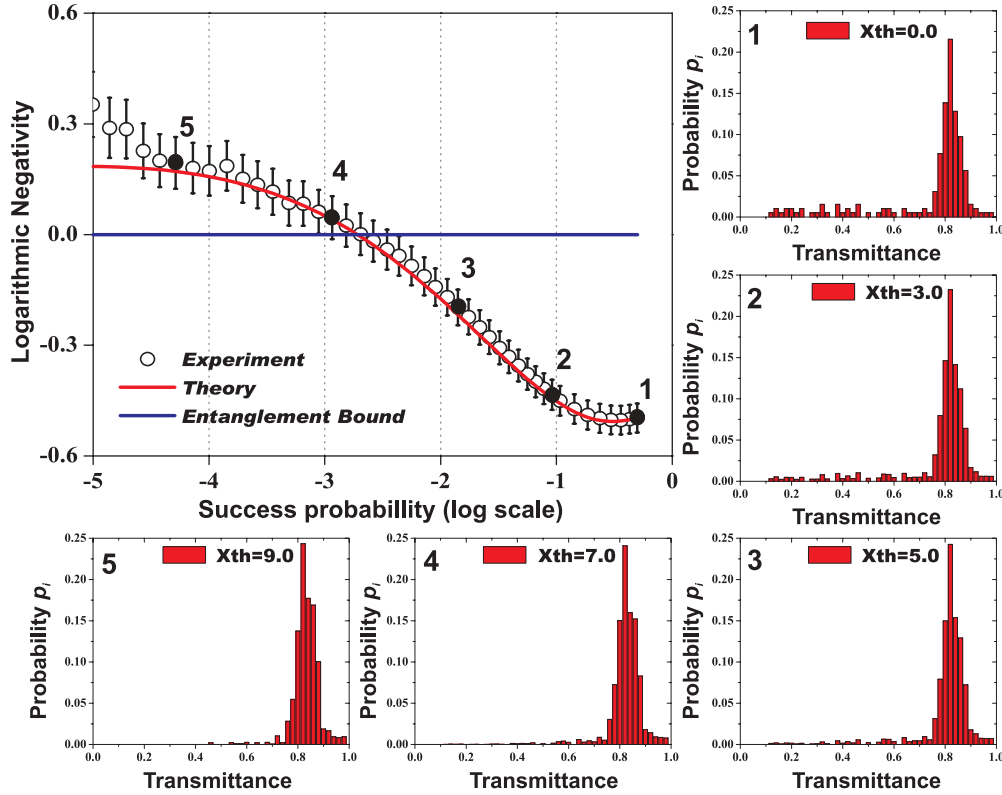 0.6
0.3
0.0
-0.3
-0.6
Logarithmic Negativity
5
4
3
2
1
Experiment
Theory
Entanglement Bound
-5 -4 -3 -2 -1 0
Success probabillity (log scale)
1
Xth=0.0
0.25
0.20
0.15
0.10
0.05
0.00
Probability pi
0.0 0.2 0.4 0.6 0.8 1.0
Transmittance
2
Xth=3.0
0.25
0.20
0.15
0.10
0.05
0.00
Probability pi
0.0 0.2 0.4 0.6 0.8 1.0
Transmittance
5
Xth=9.0
0.25
0.20
0.15
0.10
0.05
0.00
Probability pi
0.0 0.2 0.4 0.6 0.8 1.0
Transmittance
4
Xth=7.0
0.25
0.20
0.15
0.10
0.05
0.00
Probability pi
0.0 0.2 0.4 0.6 0.8 1.0
Transmittance
3
Xth=5.0
0.25
0.20
0.15
0.10
0.05
0.00
Probability pi
0.0 0.2 0.4 0.6 0.8 1.0
Transmittance